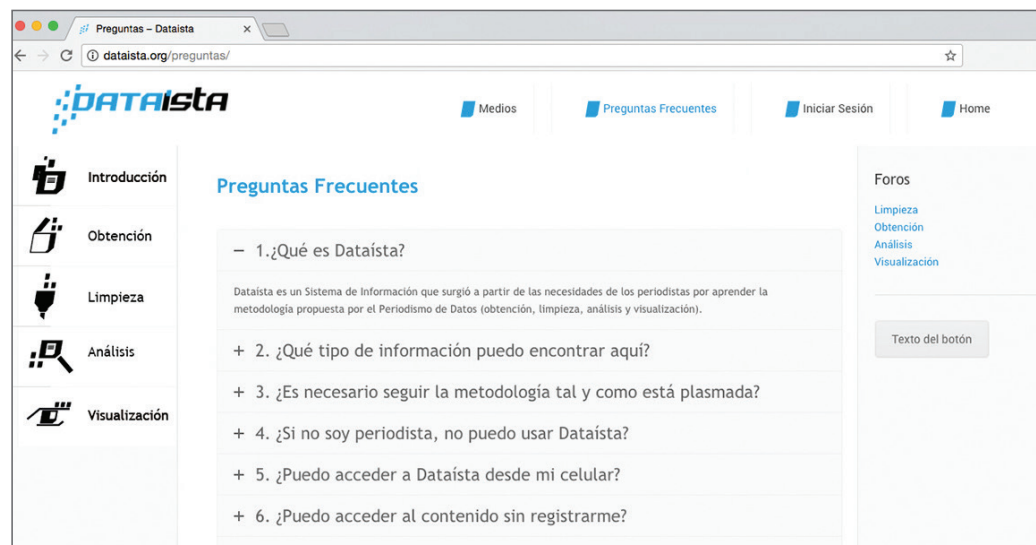 Preguntas – Dataista
dataista.org/preguntas/
DATAísta
Medios
Preguntas Frecuentes
Iniciar Sesión
Home
Introducción
Obtención
Limpieza
Análisis
Visualización
Preguntas Frecuentes
− 1.¿Qué es Dataísta?
Dataísta es un Sistema de Información que surgió a partir de las necesidades de los periodistas por aprender la
metodología propuesta por el Periodismo de Datos (obtención, limpieza, análisis y visualización).
+ 2. ¿Qué tipo de información puedo encontrar aquí?
+ 3. ¿Es necesario seguir la metodología tal y como está plasmada?
+ 4. ¿Si no soy periodista, no puedo usar Dataísta?
+ 5. ¿Puedo acceder a Dataísta desde mi celular?
+ 6. ¿Puedo acceder al contenido sin registrarme?
Foros
Limpieza
Obtención
Análisis
Visualización
Texto del botón